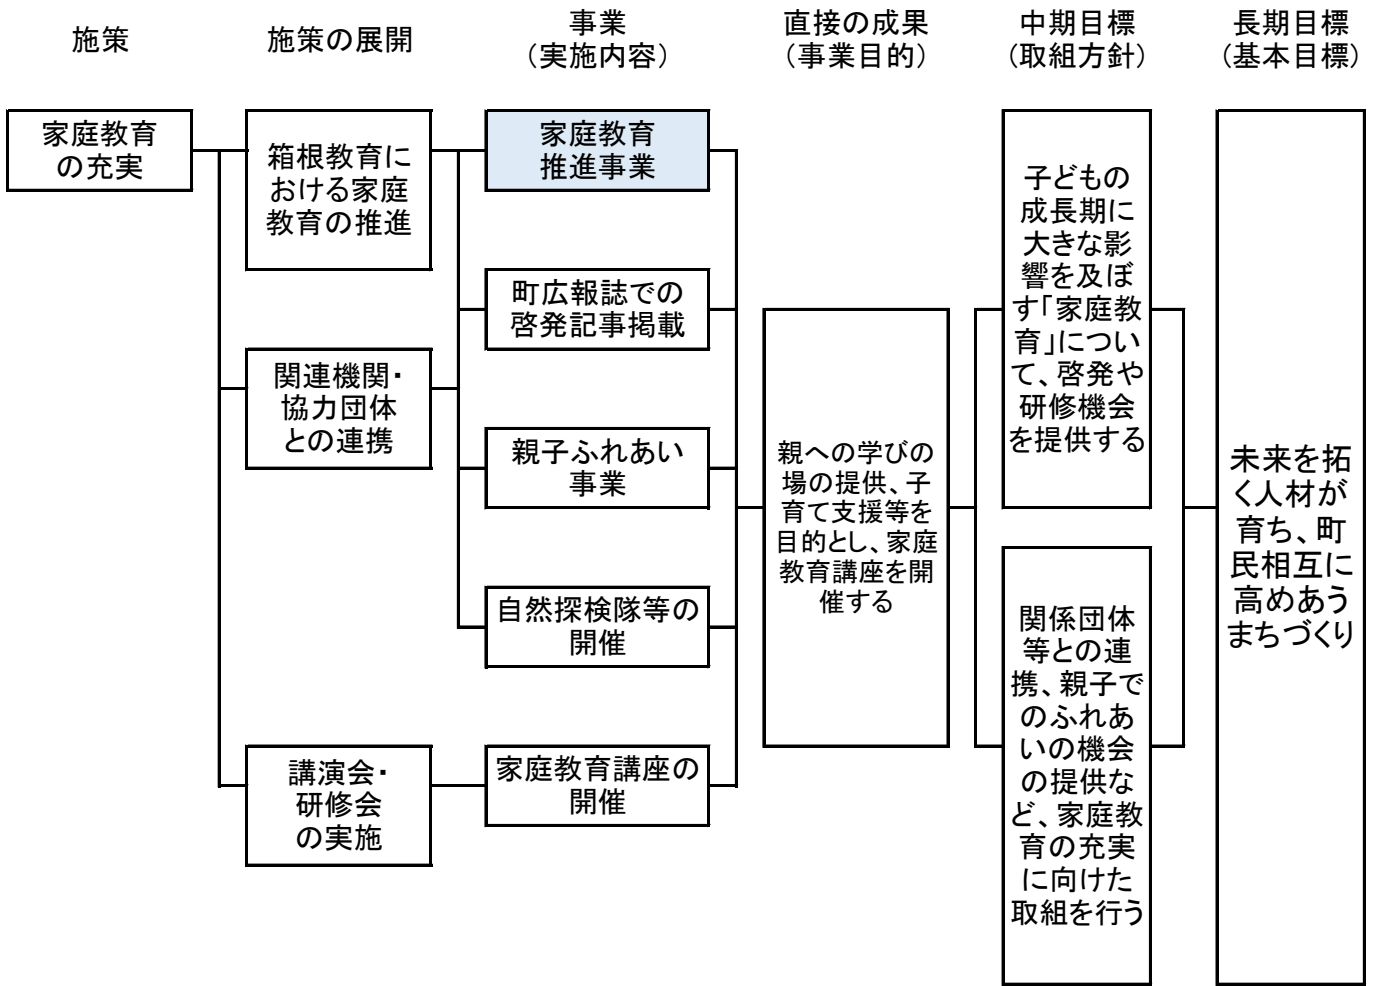 施策
施策の展開
事業
（実施内容）
直接の成果
（事業目的）
中期目標
（取組方針）
長期目標
（基本目標）
家庭教育
の充実
箱根教育に
おける家庭
教育の推進
関連機関・
協力団体
との連携
講演会・
研修会
の実施
家庭教育
推進事業
町広報誌での
啓発記事掲載
親子ふれあい
事業
自然探検隊等の
開催
家庭教育講座の
開催
親への学びの
場の提供、子
育て支援等を
目的とし、家庭
教育講座を開
催する
子どもの
成長期に
大きな影
響を及ぼ
す「家庭教
育」につい
て、啓発や
研修機会
を提供する
関係団体
等との連
携、親子で
のふれあ
いの機会
の提供な
ど、家庭教
育の充実
に向けた
取組を行う
未来を拓
く人材が
育ち、町
民相互に
高めあう
まちづくり